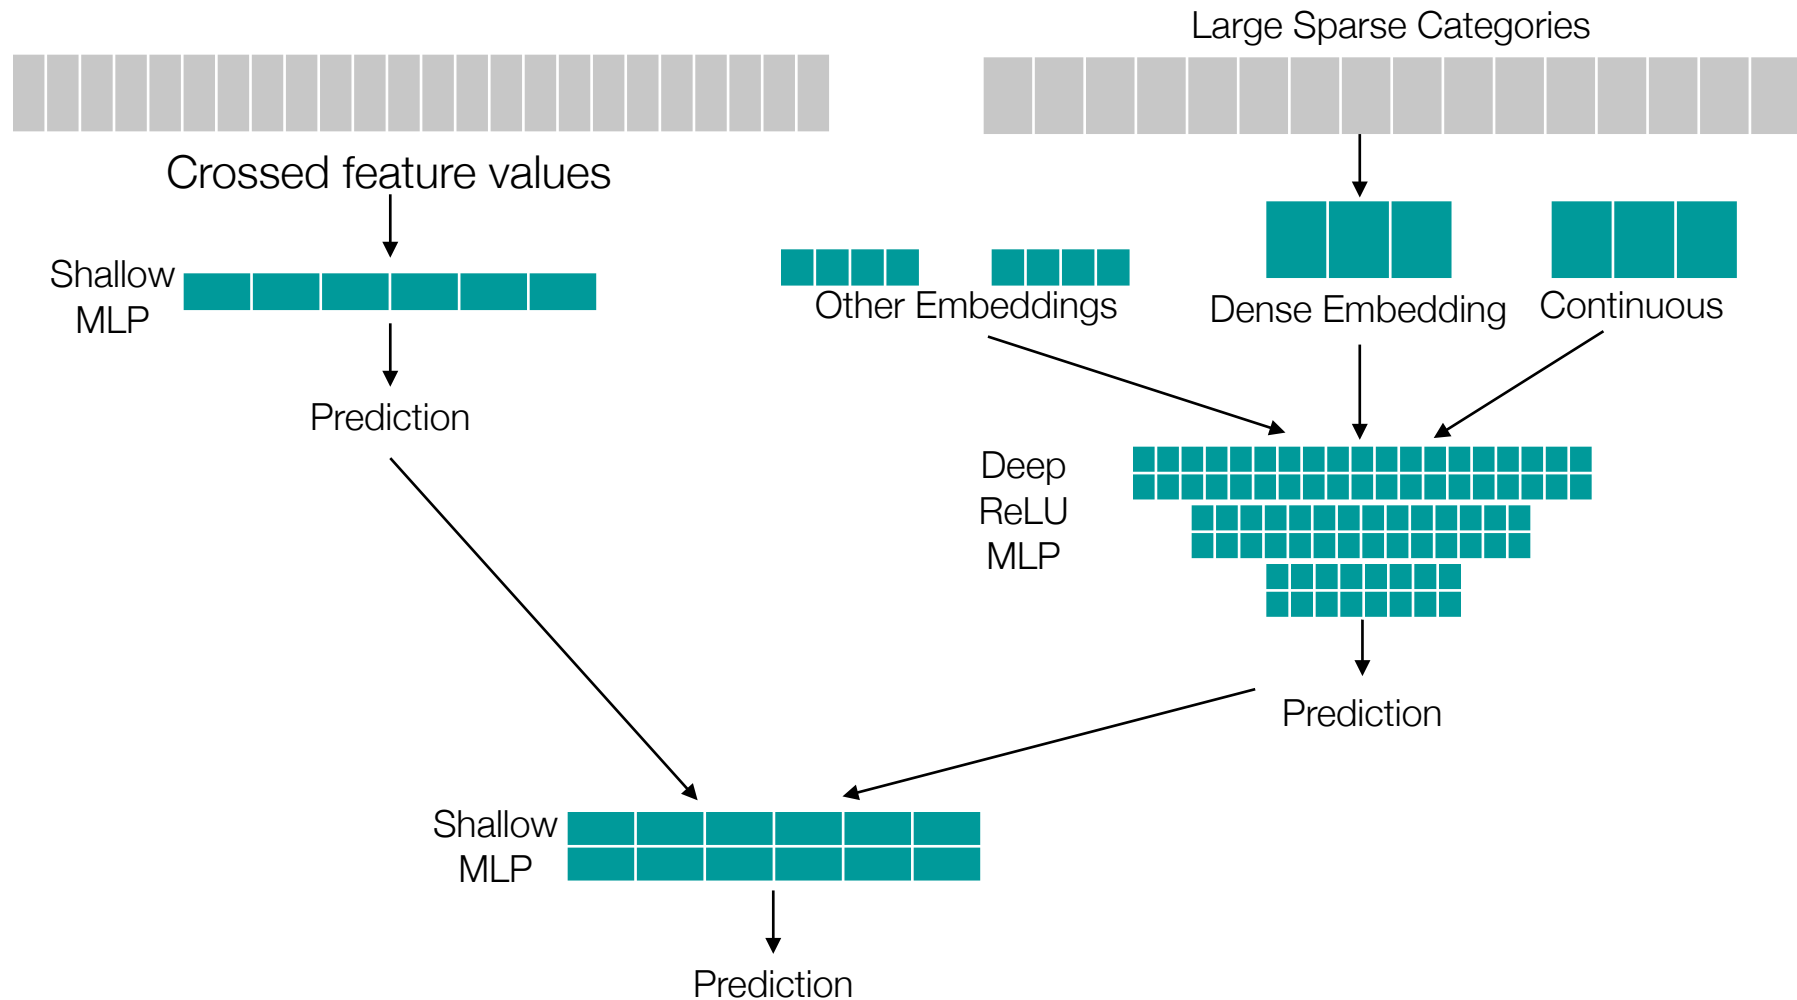 Large Sparse Categories
Crossed feature values
Shallow
MLP
Other Embeddings
Dense Embedding
Continuous
Prediction
Deep
ReLU
MLP
Prediction
Shallow
MLP
Prediction